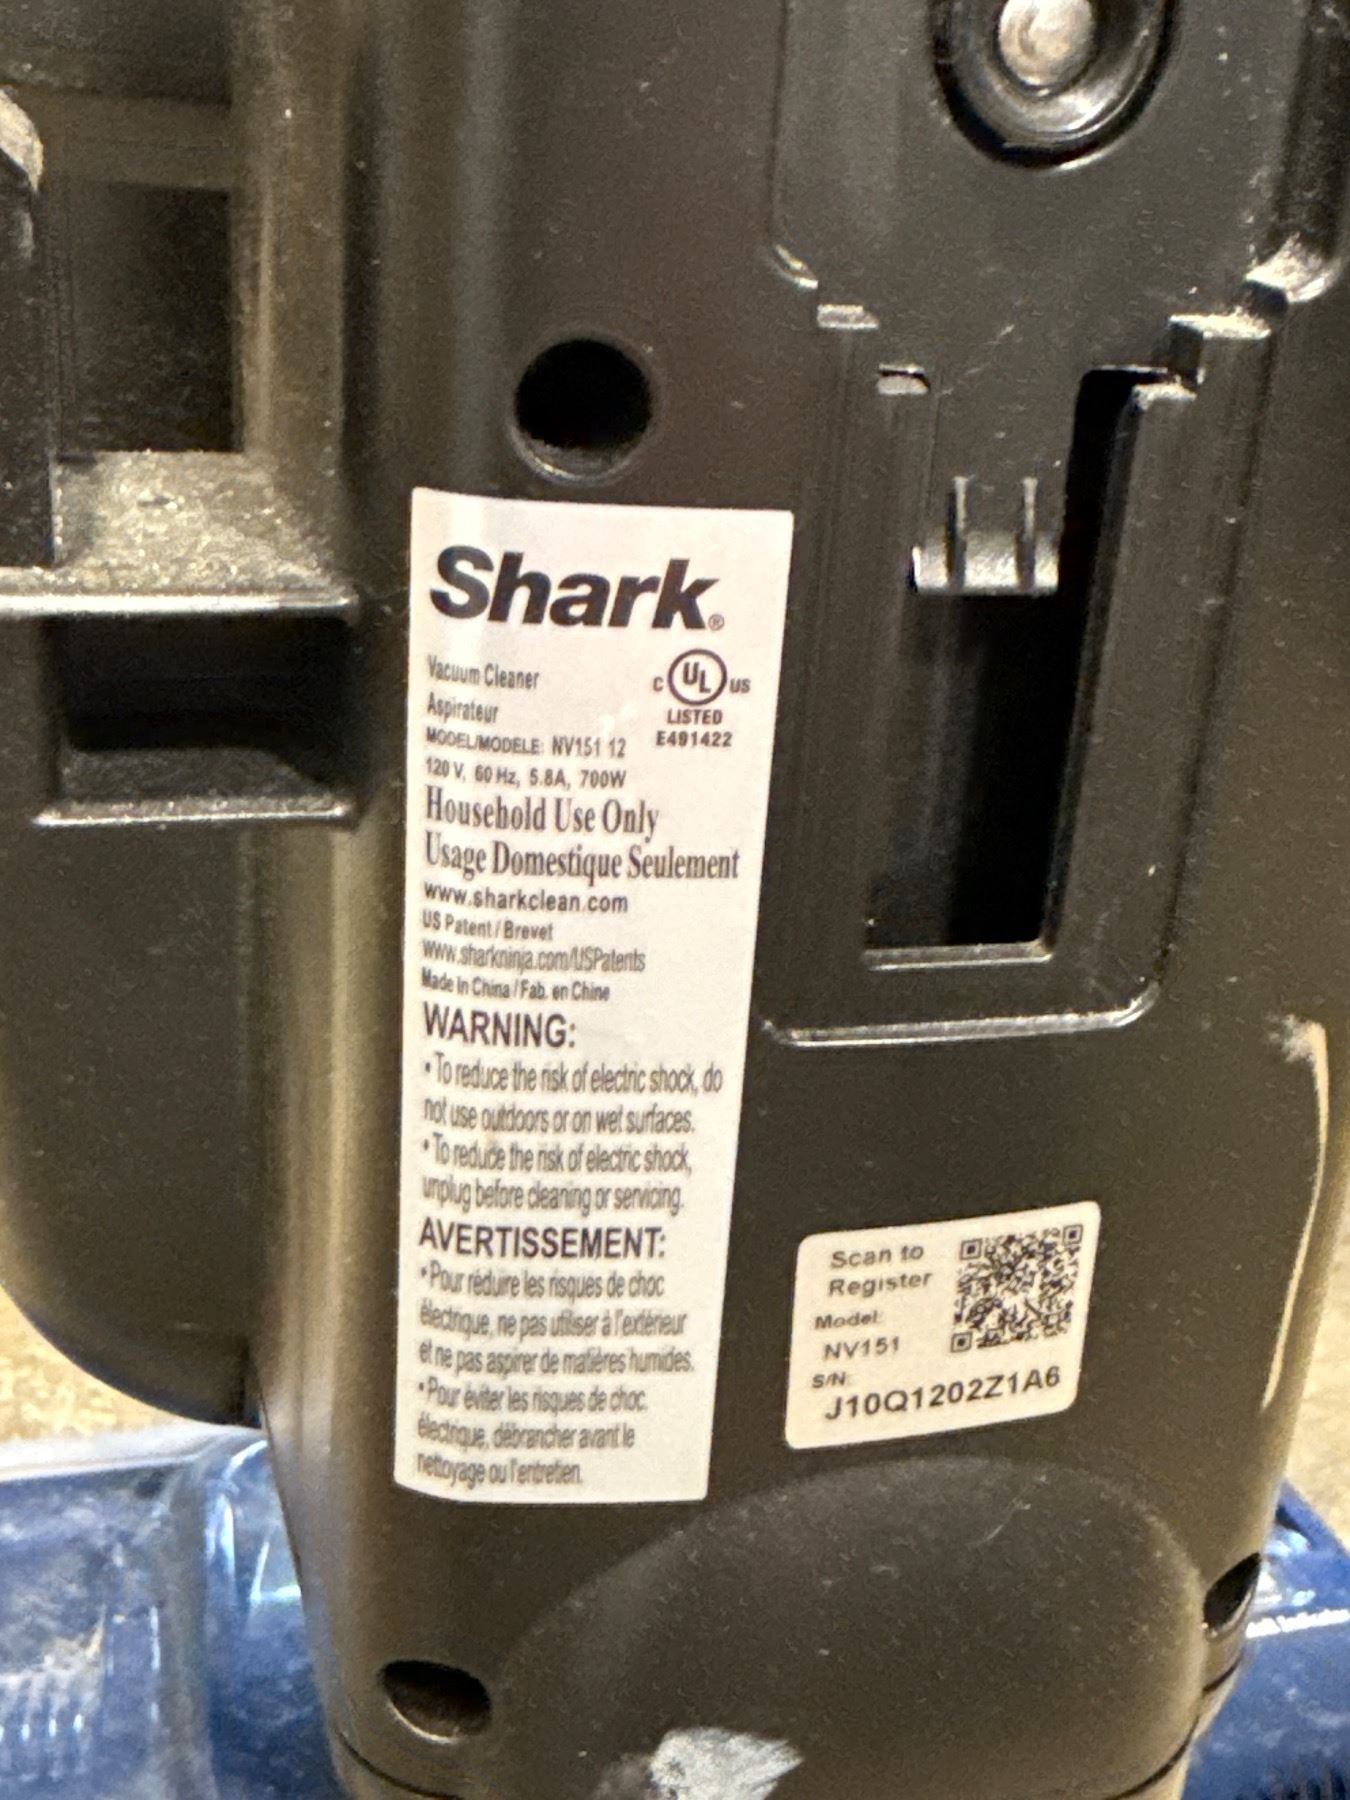 Shark®
Vacuum Cleaner
Aspirateur
C UL US
LISTED
E491422
MODEL/MODELE: NV151 12
120 V, 60 Hz, 5.8A, 700W
Household Use Only
Usage Domestique Seulement
www.sharkclean.com
US Patent / Brevet
www.sharkninja.com/USPatents
Made In China / Fab. en Chine
WARNING:
• To reduce the risk of electric shock, do
not use outdoors or on wet surfaces.
• To reduce the risk of electric shock,
unplug before cleaning or servicing.
AVERTISSEMENT:
• Pour réduire les risques de choc
électrique, ne pas utiliser à l'extérieur
et ne pas aspirer de matières humides.
• Pour éviter les risques de choc
électrique, débrancher avant le
nettoyage ou l'entretien.
Scan to
Register
Model:
NV151
S/N:
J10Q1202Z1A6